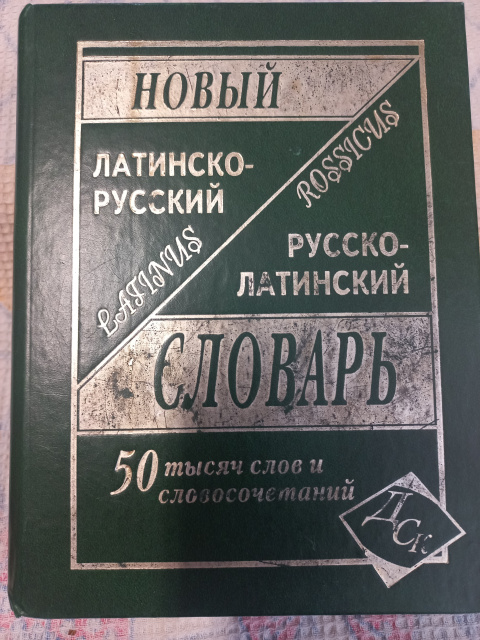 НОВЫЙ
ЛАТИНСКО-
РУССКИЙ
LATINUS
ROSSICUS
РУССКО-
ЛАТИНСКИЙ
СЛОВАРЬ
50 тысяч слов и
словосочетаний
ДСК